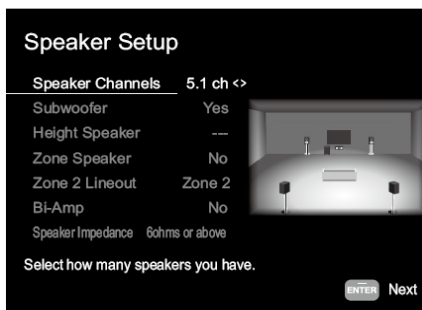 Speaker Setup
Speaker Channels 5.1 ch <>
Subwoofer Yes
Height Speaker ---
Zone Speaker No
Zone 2 Lineout Zone 2
Bi-Amp No
Speaker Impedance 6ohms or above
Select how many speakers you have.
ENTER Next